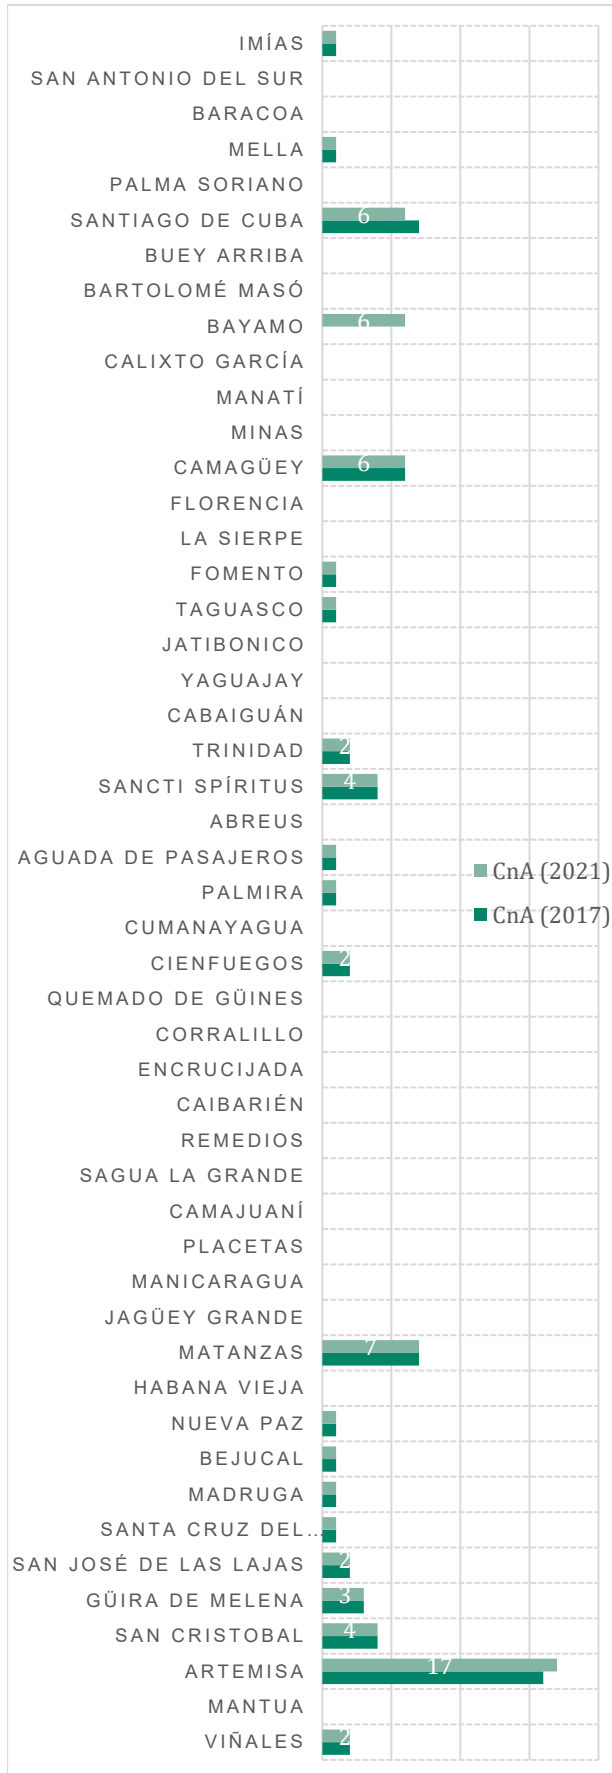 IMÍAS
SAN ANTONIO DEL SUR
BARACOA
MELLA
PALMA SORIANO
SANTIAGO DE CUBA 6
BUEY ARRIBA
BARTOLOMÉ MASÓ
BAYAMO 6
CALIXTO GARCÍA
MANATÍ
MINAS
CAMAGÜEY 6
FLORENCIA
LA SIERPE
FOMENTO
TAGUASCO
JATIBONICO
YAGUAJAY
CABAIGUÁN
TRINIDAD 2
SANCTI SPÍRITUS 4
ABREUS
AGUADA DE PASAJEROS
CnA (2021)
PALMIRA
CnA (2017)
CUMANAYAGUA
CIENFUEGOS 2
QUEMADO DE GÜINES
CORRALILLO
ENCRUCIJADA
CAIBARIÉN
REMEDIOS
SAGUA LA GRANDE
CAMAJUANÍ
PLACETAS
MANICARAGUA
JAGÜEY GRANDE
MATANZAS 7
HABANA VIEJA
NUEVA PAZ
BEJUCAL
MADRUGA
SANTA CRUZ DEL...
SAN JOSÉ DE LAS LAJAS 2
GÜIRA DE MELENA 3
SAN CRISTOBAL 4
ARTEMISA 17
MANTUA
VIÑALES 2